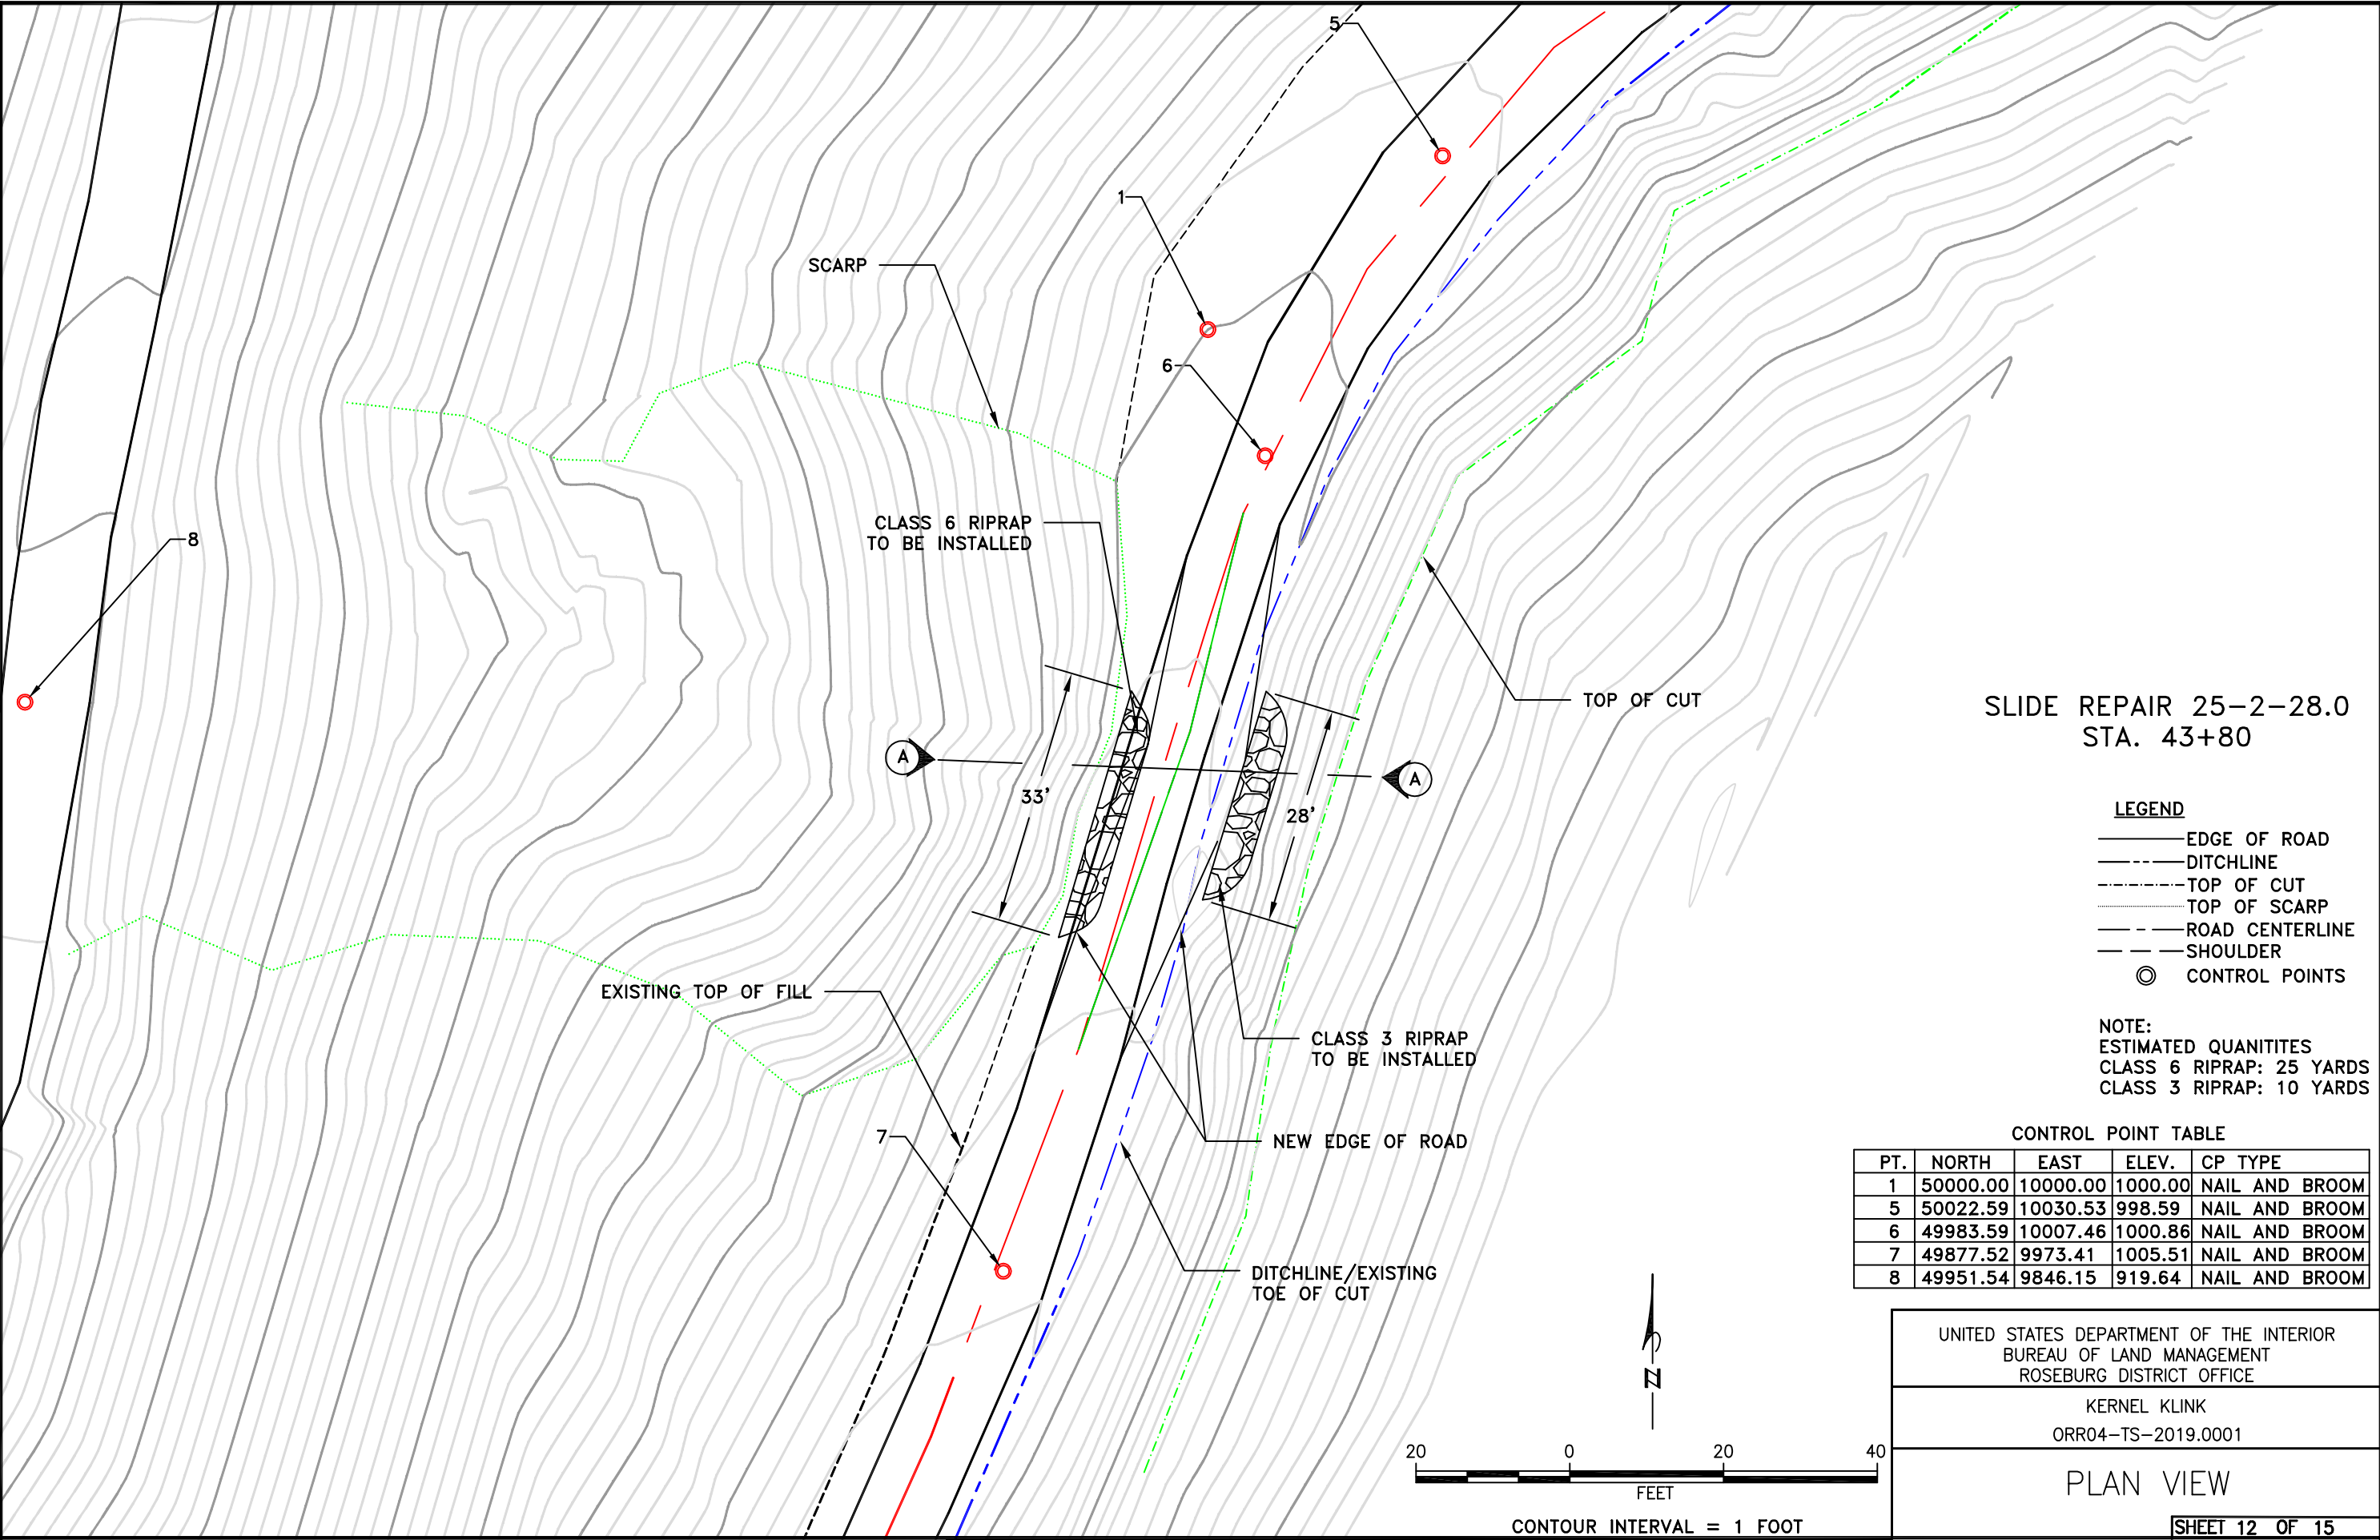 5
1
SCARP
6
CLASS 6 RIPRAP
TO BE INSTALLED
8
TOP OF CUT
A
A
33'
28'
EXISTING TOP OF FILL
CLASS 3 RIPRAP
TO BE INSTALLED
7
NEW EDGE OF ROAD
DITCHLINE/EXISTING
TOE OF CUT
SLIDE REPAIR 25-2-28.0
STA. 43+80
LEGEND
EDGE OF ROAD
DITCHLINE
TOP OF CUT
TOP OF SCARP
ROAD CENTERLINE
SHOULDER
CONTROL POINTS
NOTE:
ESTIMATED QUANITITES
CLASS 6 RIPRAP: 25 YARDS
CLASS 3 RIPRAP: 10 YARDS
CONTROL POINT TABLE
PT. NORTH EAST ELEV. CP TYPE
1 50000.00 10000.00 1000.00 NAIL AND BROOM
5 50022.59 10030.53 998.59 NAIL AND BROOM
6 49983.59 10007.46 1000.86 NAIL AND BROOM
7 49877.52 9973.41 1005.51 NAIL AND BROOM
8 49951.54 9846.15 919.64 NAIL AND BROOM
N
20 0 20 40
FEET
CONTOUR INTERVAL = 1 FOOT
UNITED STATES DEPARTMENT OF THE INTERIOR
BUREAU OF LAND MANAGEMENT
ROSEBURG DISTRICT OFFICE
KERNEL KLINK
ORR04-TS-2019.0001
PLAN VIEW
SHEET 12 OF 15